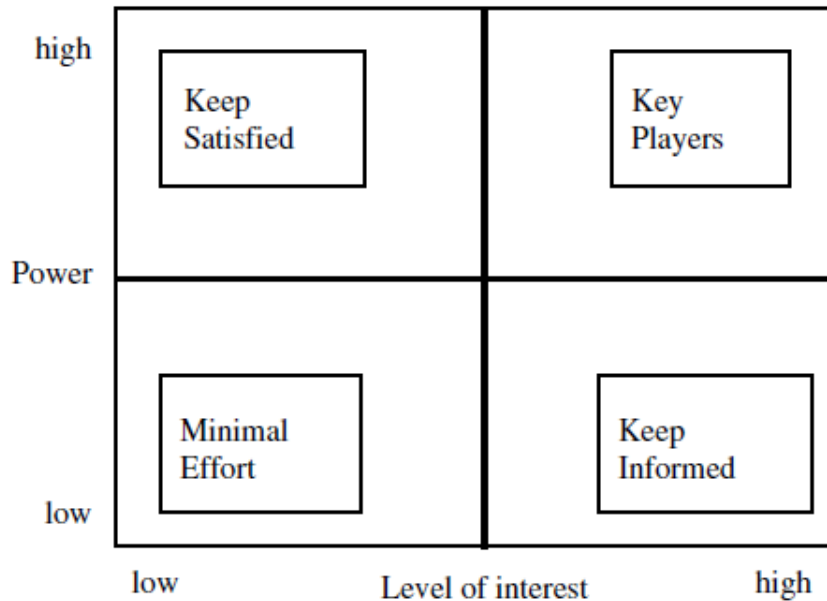 high
Keep
Satisfied
Key
Players
Power
Minimal
Effort
Keep
Informed
low
low
Level of interest
high